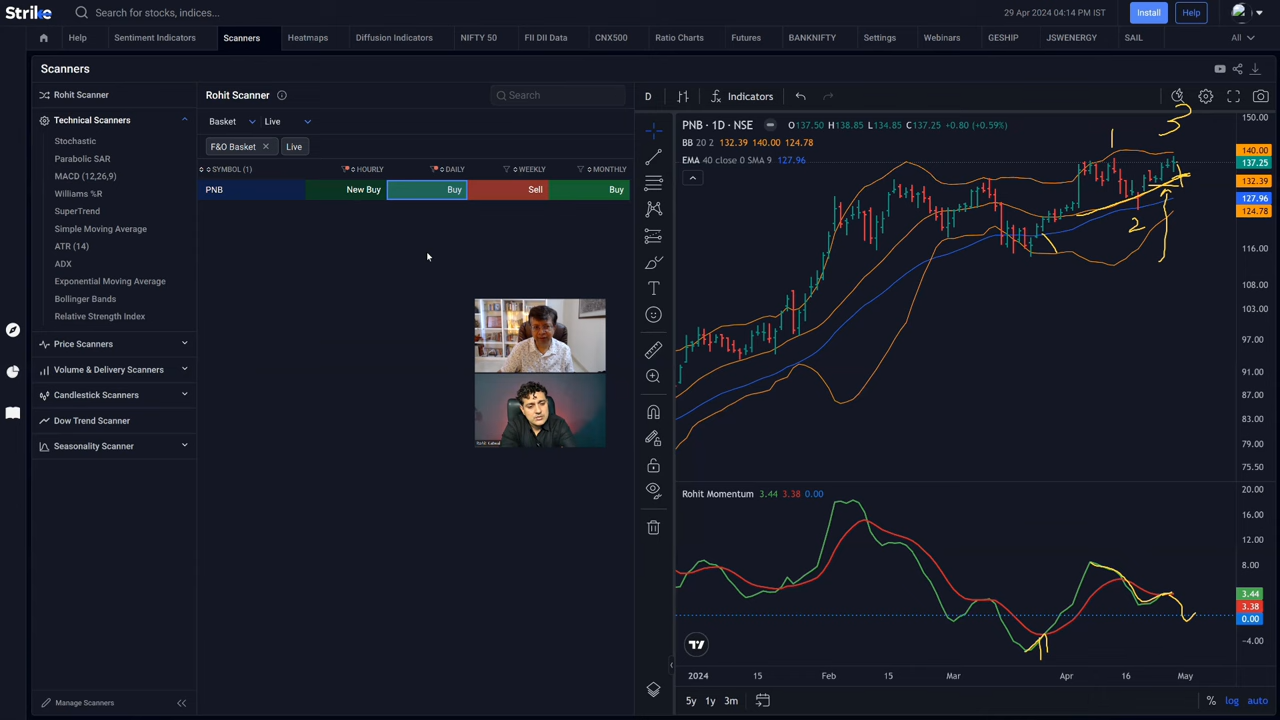 Strike
Search for stocks, indices...
29 Apr 2024 04:14 PM IST
Install
Help
Help
Sentiment Indicators
Scanners
Heatmaps
Diffusion Indicators
NIFTY 50
FII DII Data
CNX500
Ratio Charts
Futures
BANKNIFTY
Settings
Webinars
GESHIP
JSWENERGY
SAIL
All
Scanners
Rohit Scanner
Technical Scanners
Stochastic
Parabolic SAR
MACD (12,26,9)
Williams %R
SuperTrend
Simple Moving Average
ATR (14)
ADX
Exponential Moving Average
Bollinger Bands
Relative Strength Index
Price Scanners
Volume & Delivery Scanners
Candlestick Scanners
Dow Trend Scanner
Seasonality Scanner
Manage Scanners
Rohit Scanner
Search
Basket
Live
F&O Basket
Live
SYMBOL (1)
HOURLY
DAILY
WEEKLY
MONTHLY
PNB
New Buy
Buy
Sell
Buy
D
Indicators
PNB · 1D · NSE
O137.50 H138.85 L134.85 C137.25 +0.80 (+0.59%)
BB 20 2 132.39 140.00 124.78
EMA 40 close 0 SMA 9 127.96
1
2
3
150.00
140.00
137.25
132.39
127.96
124.78
116.00
108.00
103.00
97.00
91.00
87.00
83.00
79.00
75.50
Rohit Momentum 3.44 3.38 0.00
20.00
16.00
12.00
8.00
3.44
3.38
0.00
−4.00
2024
15
Feb
15
Mar
Apr
16
May
5y 1y 3m
% log auto